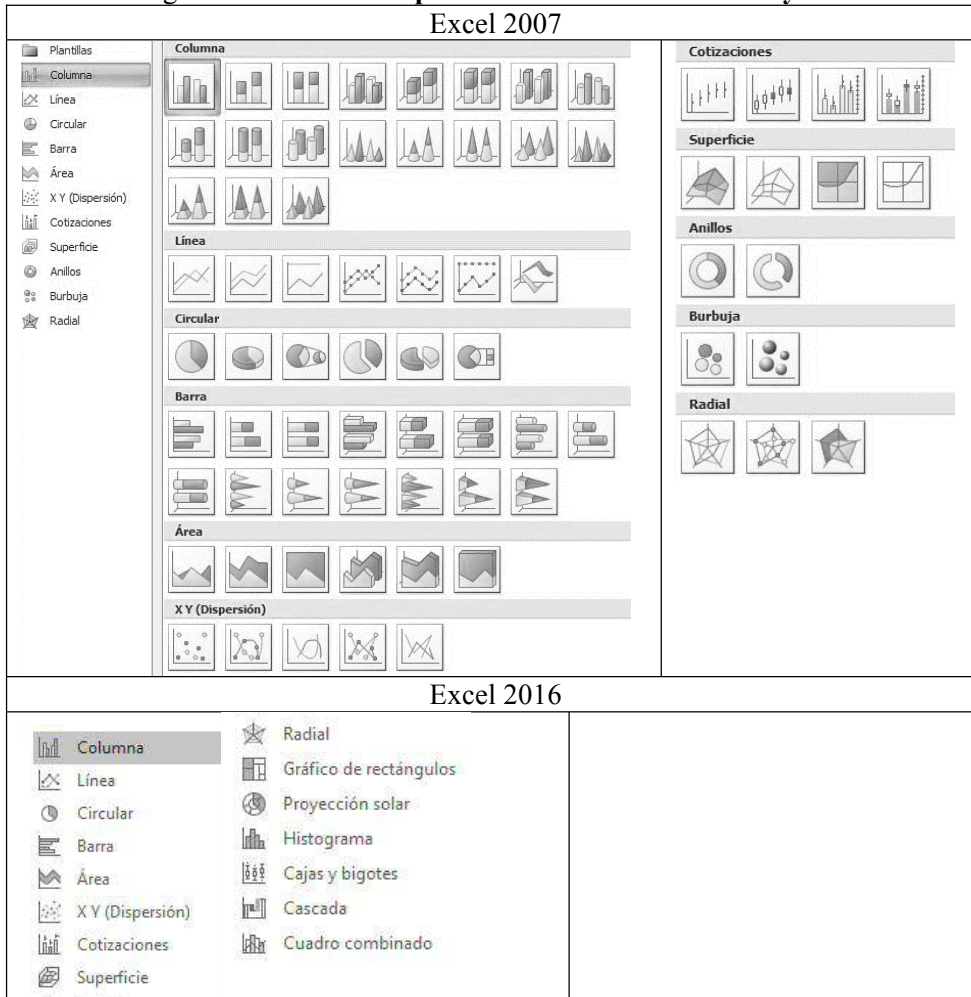 Excel 2007
Plantillas
Columna
Línea
Circular
Barra
Área
X Y (Dispersión)
Cotizaciones
Superficie
Anillos
Burbuja
Radial
Columna
Línea
Circular
Barra
Área
X Y (Dispersión)
Cotizaciones
Superficie
Anillos
Burbuja
Radial
Excel 2016
Columna
Línea
Circular
Barra
Área
X Y (Dispersión)
Cotizaciones
Superficie
Radial
Gráfico de rectángulos
Proyección solar
Histograma
Cajas y bigotes
Cascada
Cuadro combinado